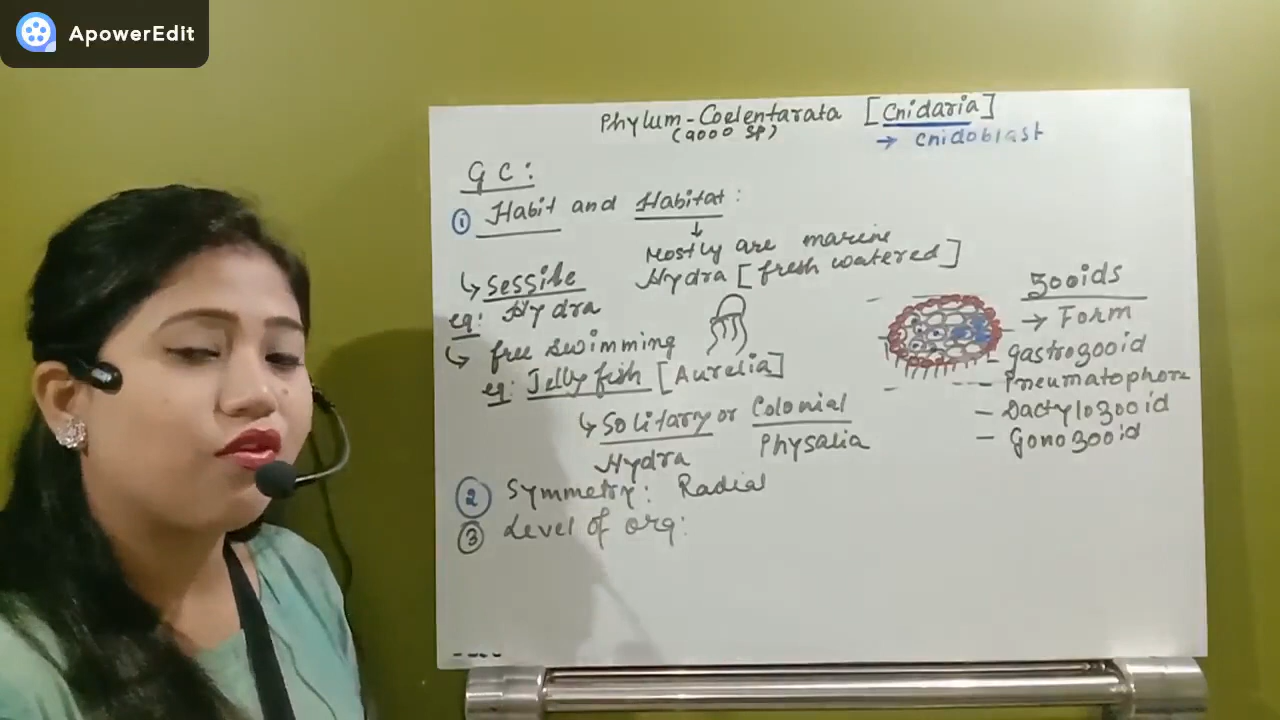 ApowerEdit
Phylum-Coelentarata [Cnidaria]
(9000 SP)
→ cnidoblast
GC:
① Habit and Habitat:
↓
Mostly are marine
Hydra [fresh watered]
↳ Sessile
eg: Hydra
↳ free swimming
eg: Jelly fish [Aurelia]
↳ Solitary or Colonial
Hydra Physalia
② Symmetry: Radial
③ Level of org:
Zooids
→ Form
- gastrozooid
- Pneumatophore
- Dactylozooid
- Gonozooid